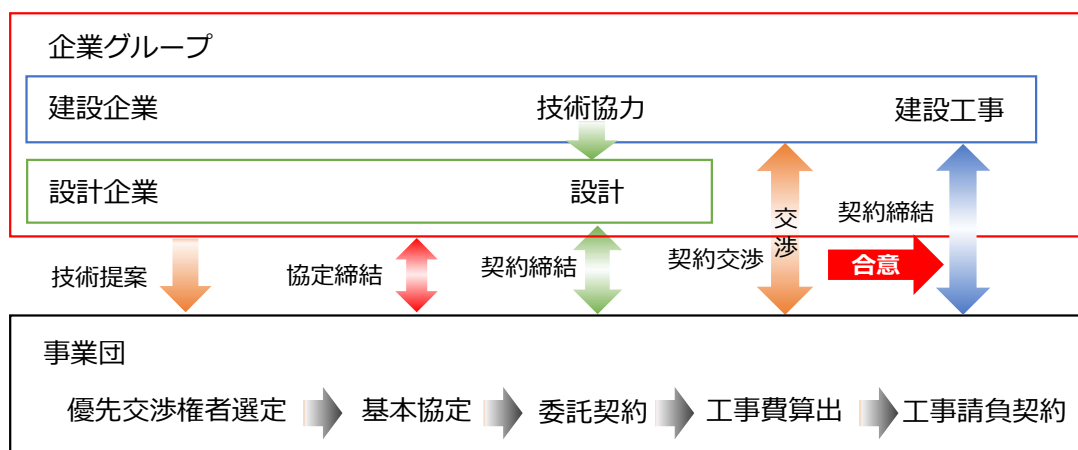 企業グループ
建設企業 技術協力 建設工事
設計企業 設計
交渉
契約締結
技術提案 協定締結 契約締結 契約交渉 合意
事業団
優先交渉権者選定 基本協定 委託契約 工事費算出 工事請負契約